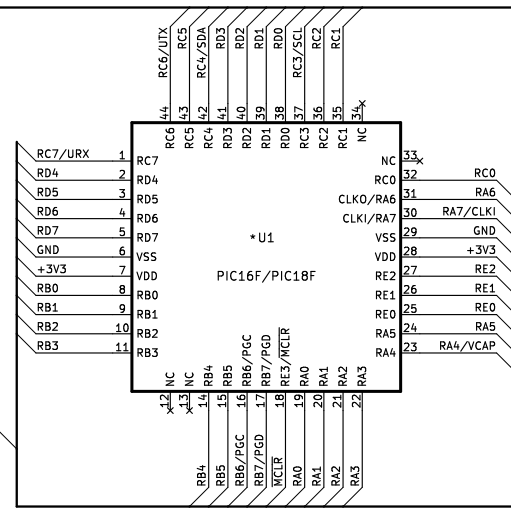 RC6/UTX
RC5
RC4/SDA
RD3
RD2
RD1
RD0
RC3/SCL
RC2
RC1
44
43
42
41
40
39
38
37
36
35
34
RC6
RC5
RC4
RD3
RD2
RD1
RD0
RC3
RC2
RC1
NC
RC7/URX 1 RC7
RD4 2 RD4
RD5 3 RD5
RD6 4 RD6
RD7 5 RD7
GND 6 VSS
+3V3 7 VDD
RB0 8 RB0
RB1 9 RB1
RB2 10 RB2
RB3 11 RB3
*U1
PIC16F/PIC18F
NC 33
RC0 32 RC0
CLKO/RA6 31 RA6
CLKI/RA7 30 RA7/CLKI
VSS 29 GND
VDD 28 +3V3
RE2 27 RE2
RE1 26 RE1
RE0 25 RE0
RA5 24 RA5
RA4 23 RA4/VCAP
NC
NC
RB4
RB5
RB6/PGC
RB7/PGD
RE3/MCLR
RA0
RA1
RA2
RA3
12
13
14
15
16
17
18
19
20
21
22
RB4
RB5
RB6/PGC
RB7/PGD
MCLR
RA0
RA1
RA2
RA3